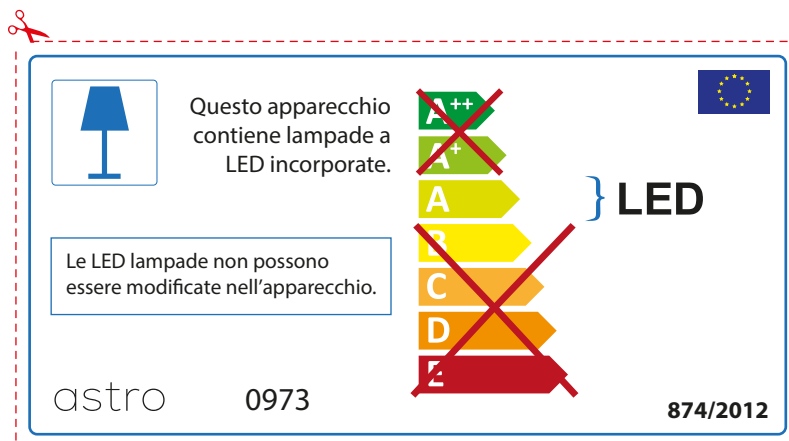 Questo apparecchio
contiene lampade a
LED incorporate.
Le LED lampade non possono
essere modificate nell'apparecchio.
A++
A+
A
B
C
D
E
LED
astro
0973
874/2012